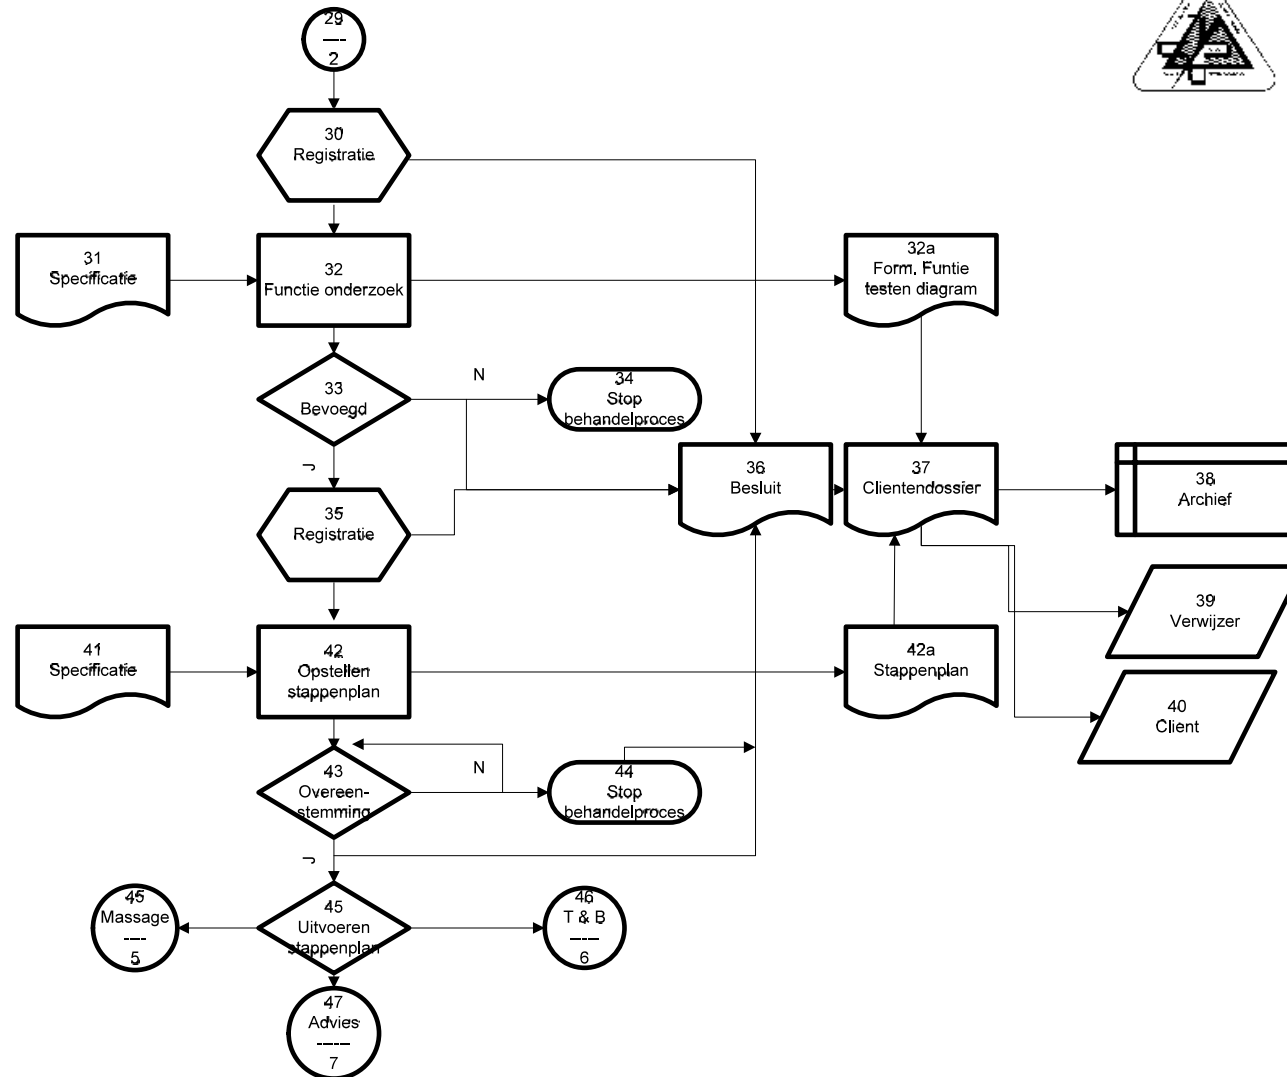 29
----
2
30
Registratie
31
Specificatie
32
Functie onderzoek
32a
Form. Funtie
testen diagram
33
Bevoegd
N
34
Stop
behandelproces
J
35
Registratie
36
Besluit
37
Clientendossier
38
Archief
39
Verwijzer
40
Client
41
Specificatie
42
Opstellen
stappenplan
42a
Stappenplan
43
Overeen-
stemming
N
44
Stop
behandelproces
J
45
Massage
----
5
45
Uitvoeren
stappenplan
46
T & B
-----
6
47
Advies
------
7